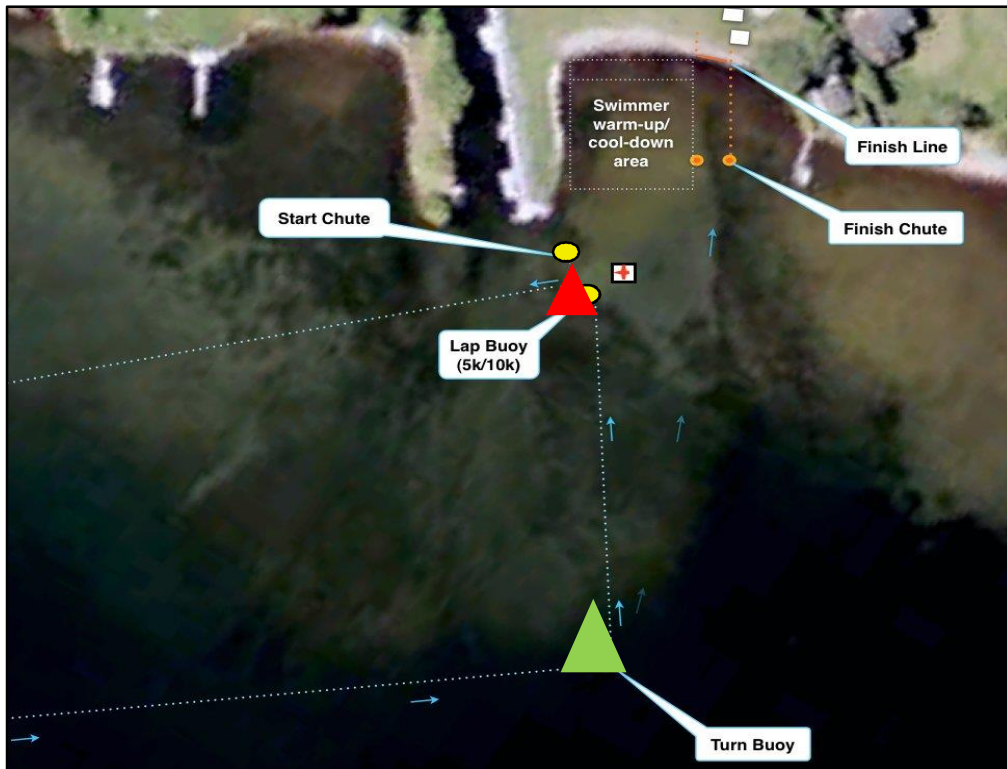 Swimmer
warm-up/
cool-down
area
Finish Line
Start Chute
Finish Chute
Lap Buoy
(5k/10k)
Turn Buoy